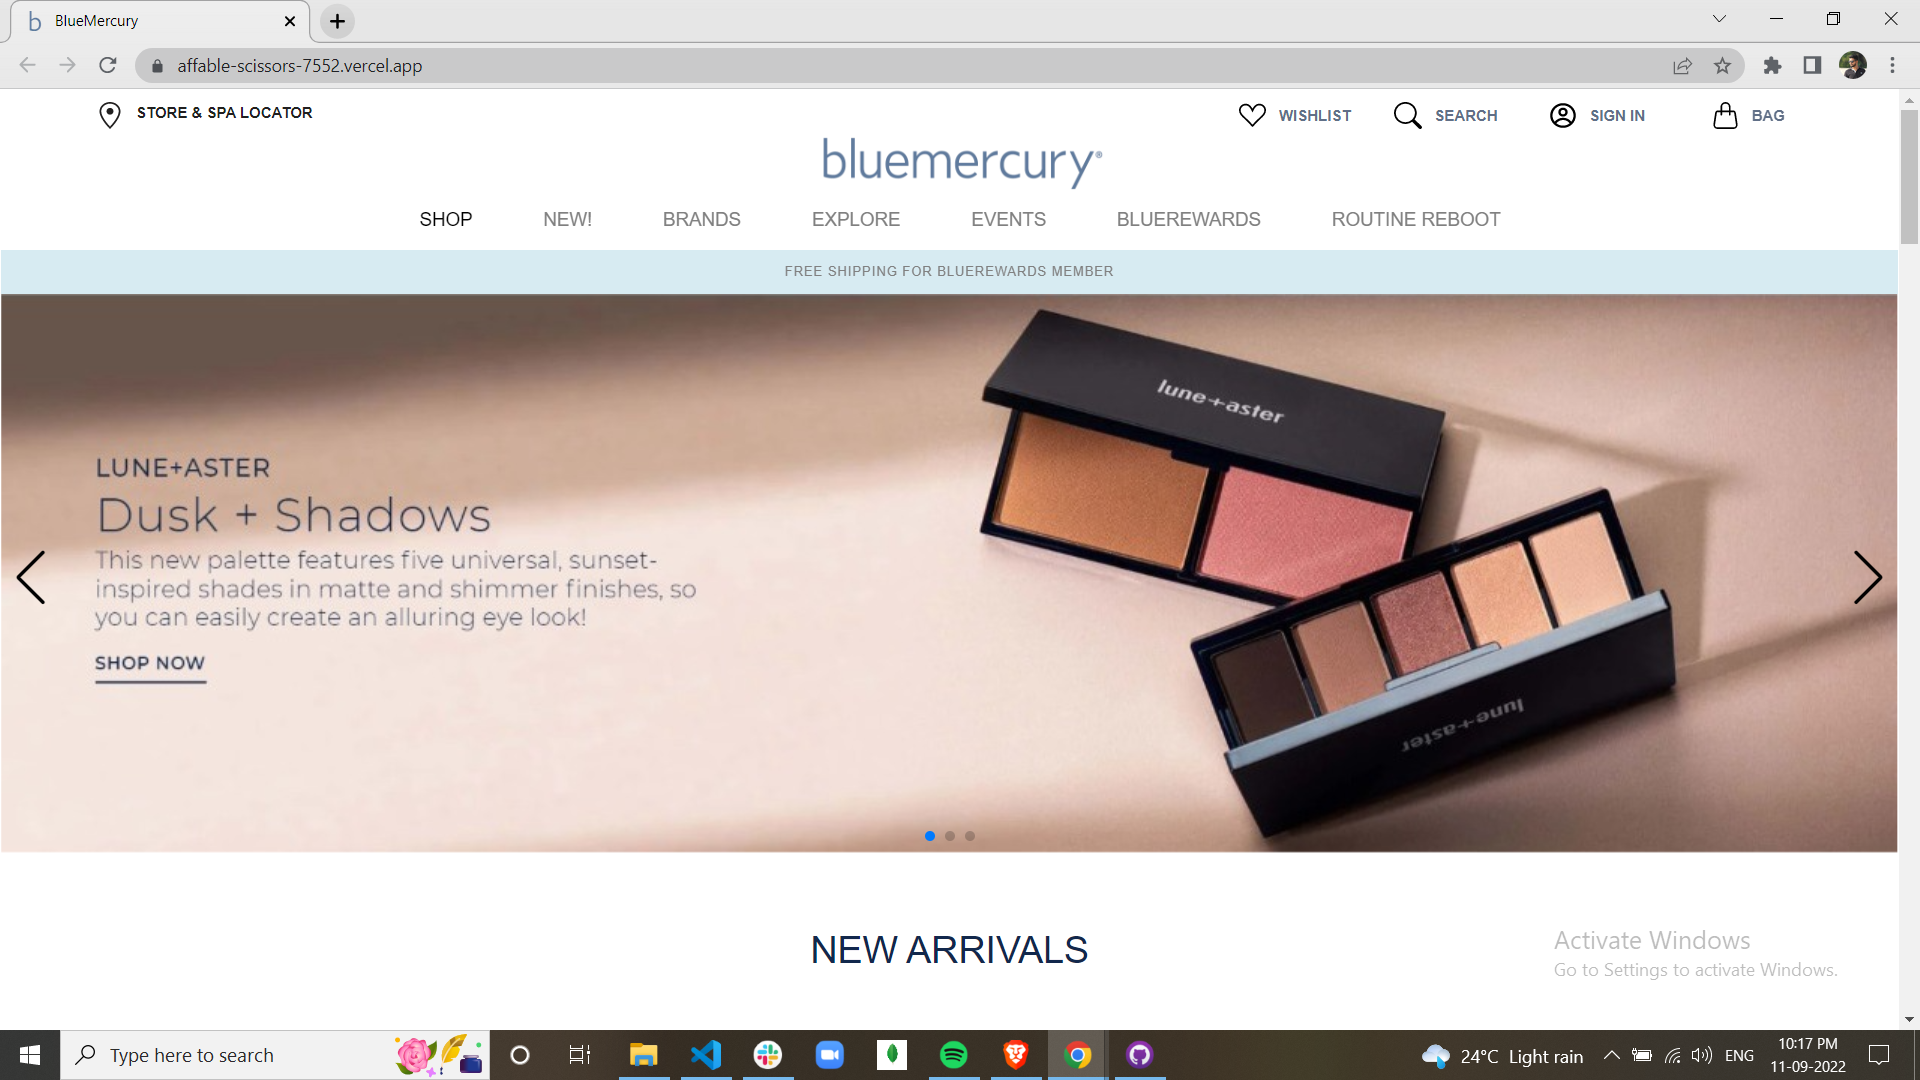 BlueMercury
affable-scissors-7552.vercel.app
STORE & SPA LOCATOR
WISHLIST
SEARCH
SIGN IN
BAG
bluemercury®
SHOP
NEW!
BRANDS
EXPLORE
EVENTS
BLUEREWARDS
ROUTINE REBOOT
FREE SHIPPING FOR BLUEREWARDS MEMBER
lune+aster
LUNE+ASTER
Dusk + Shadows
This new palette features five universal, sunset-
inspired shades in matte and shimmer finishes, so
you can easily create an alluring eye look!
SHOP NOW
lune+aster
NEW ARRIVALS
Activate Windows
Go to Settings to activate Windows.
Type here to search
24°C Light rain
ENG
10:17 PM
11-09-2022